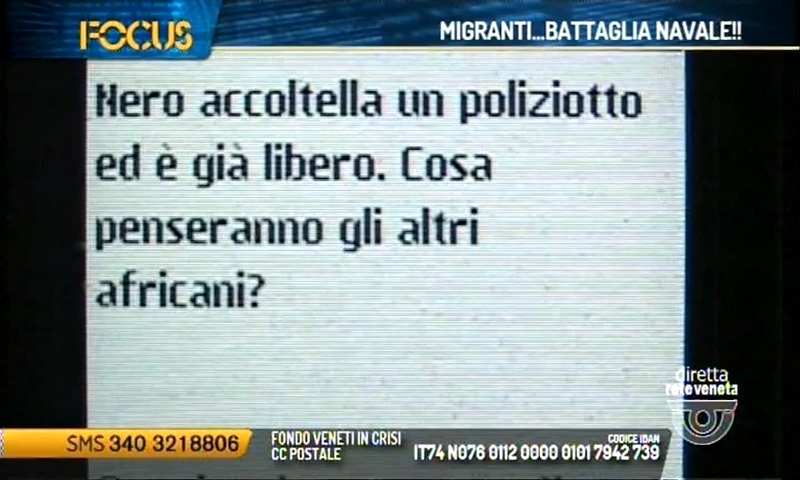 FOCUS
MIGRANTI...BATTAGLIA NAVALE!!
Nero accoltella un poliziotto
ed è già libero. Cosa
penseranno gli altri
africani?
diretta
reteveneta
SMS 340 3218806
FONDO VENETI IN CRISI
CC POSTALE
CODICE IBAN
IT74 N076 0112 0000 0101 7942 739